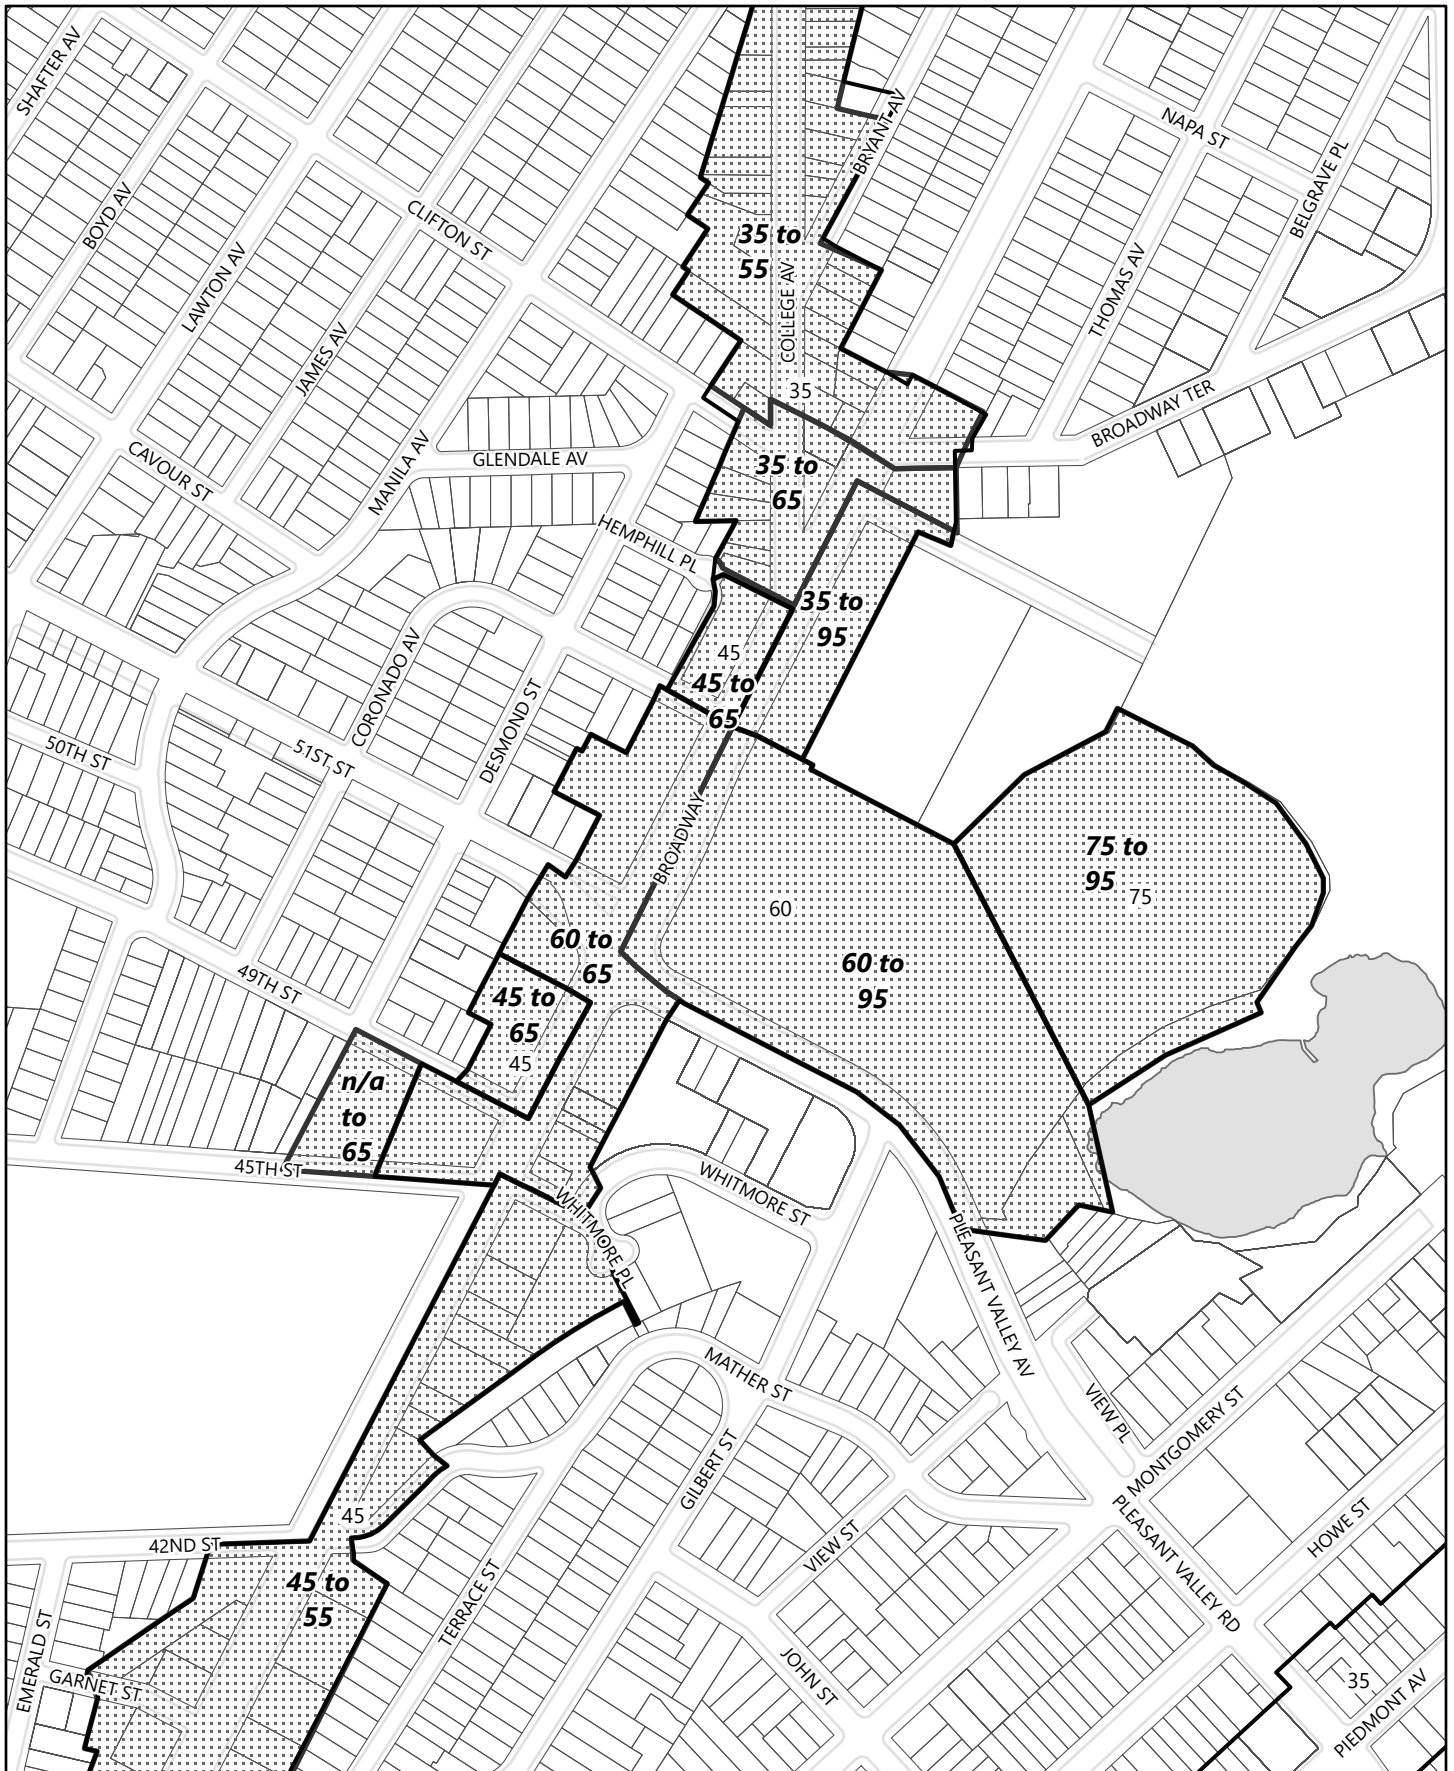 SHAFTER AV
BRYANT AV
NAPA ST
BELGRAVE PL
BOYD AV
CLIFTON ST
35 to
55
LAWTON AV
COLLEGE AV
THOMAS AV
JAMES AV
35
BROADWAY TER
CAVOUR ST
MANILA AV
GLENDALE AV
35 to
65
HEMPHILL PL
35 to
95
45
45 to
65
CORONADO AV
DESMOND ST
50TH ST
51ST ST
BROADWAY
75 to
95
75
60
60 to
65
60 to
95
49TH ST
45 to
65
45
n/a
to
65
45TH ST
WHITMORE ST
WHITMORE PL
PLEASANT VALLEY AV
MATHER ST
VIEW PL
MONTGOMERY ST
GILBERT ST
45
42ND ST
VIEW ST
PLEASANT VALLEY RD
HOWE ST
45 to
55
TERRACE ST
EMERALD ST
GARNET ST
JOHN ST
35
PIEDMONT AV